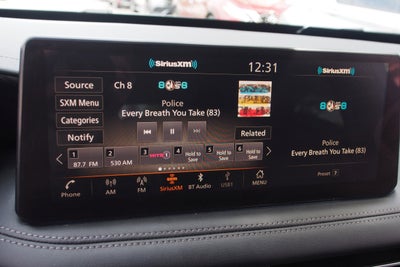 SiriusXM
12:31
SiriusXM
Source
Ch 8
80s8
SXM Menu
Categories
Notify
Police
Every Breath You Take (83)
Related
Police
Every Breath You Take (83)
1
87.7 FM
2
530 AM
3
HITS1
4
Hold to
Save
5
Hold to
Save
6
Hold to
Save
Preset 7
Phone
AM
FM
SiriusXM
BT Audio
USB1
MENU